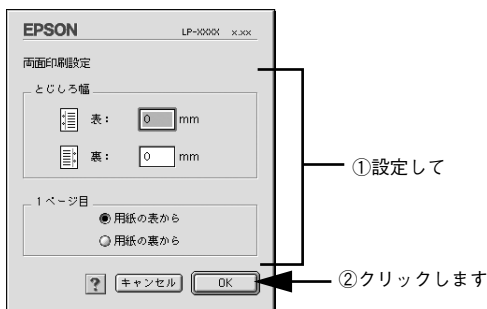 EPSON LP-XXXX x.xx
両面印刷設定
とじしろ幅
表: 0 mm
裏: 0 mm
①設定して
1ページ目
用紙の表から
用紙の裏から
? キャンセル OK
②クリックします